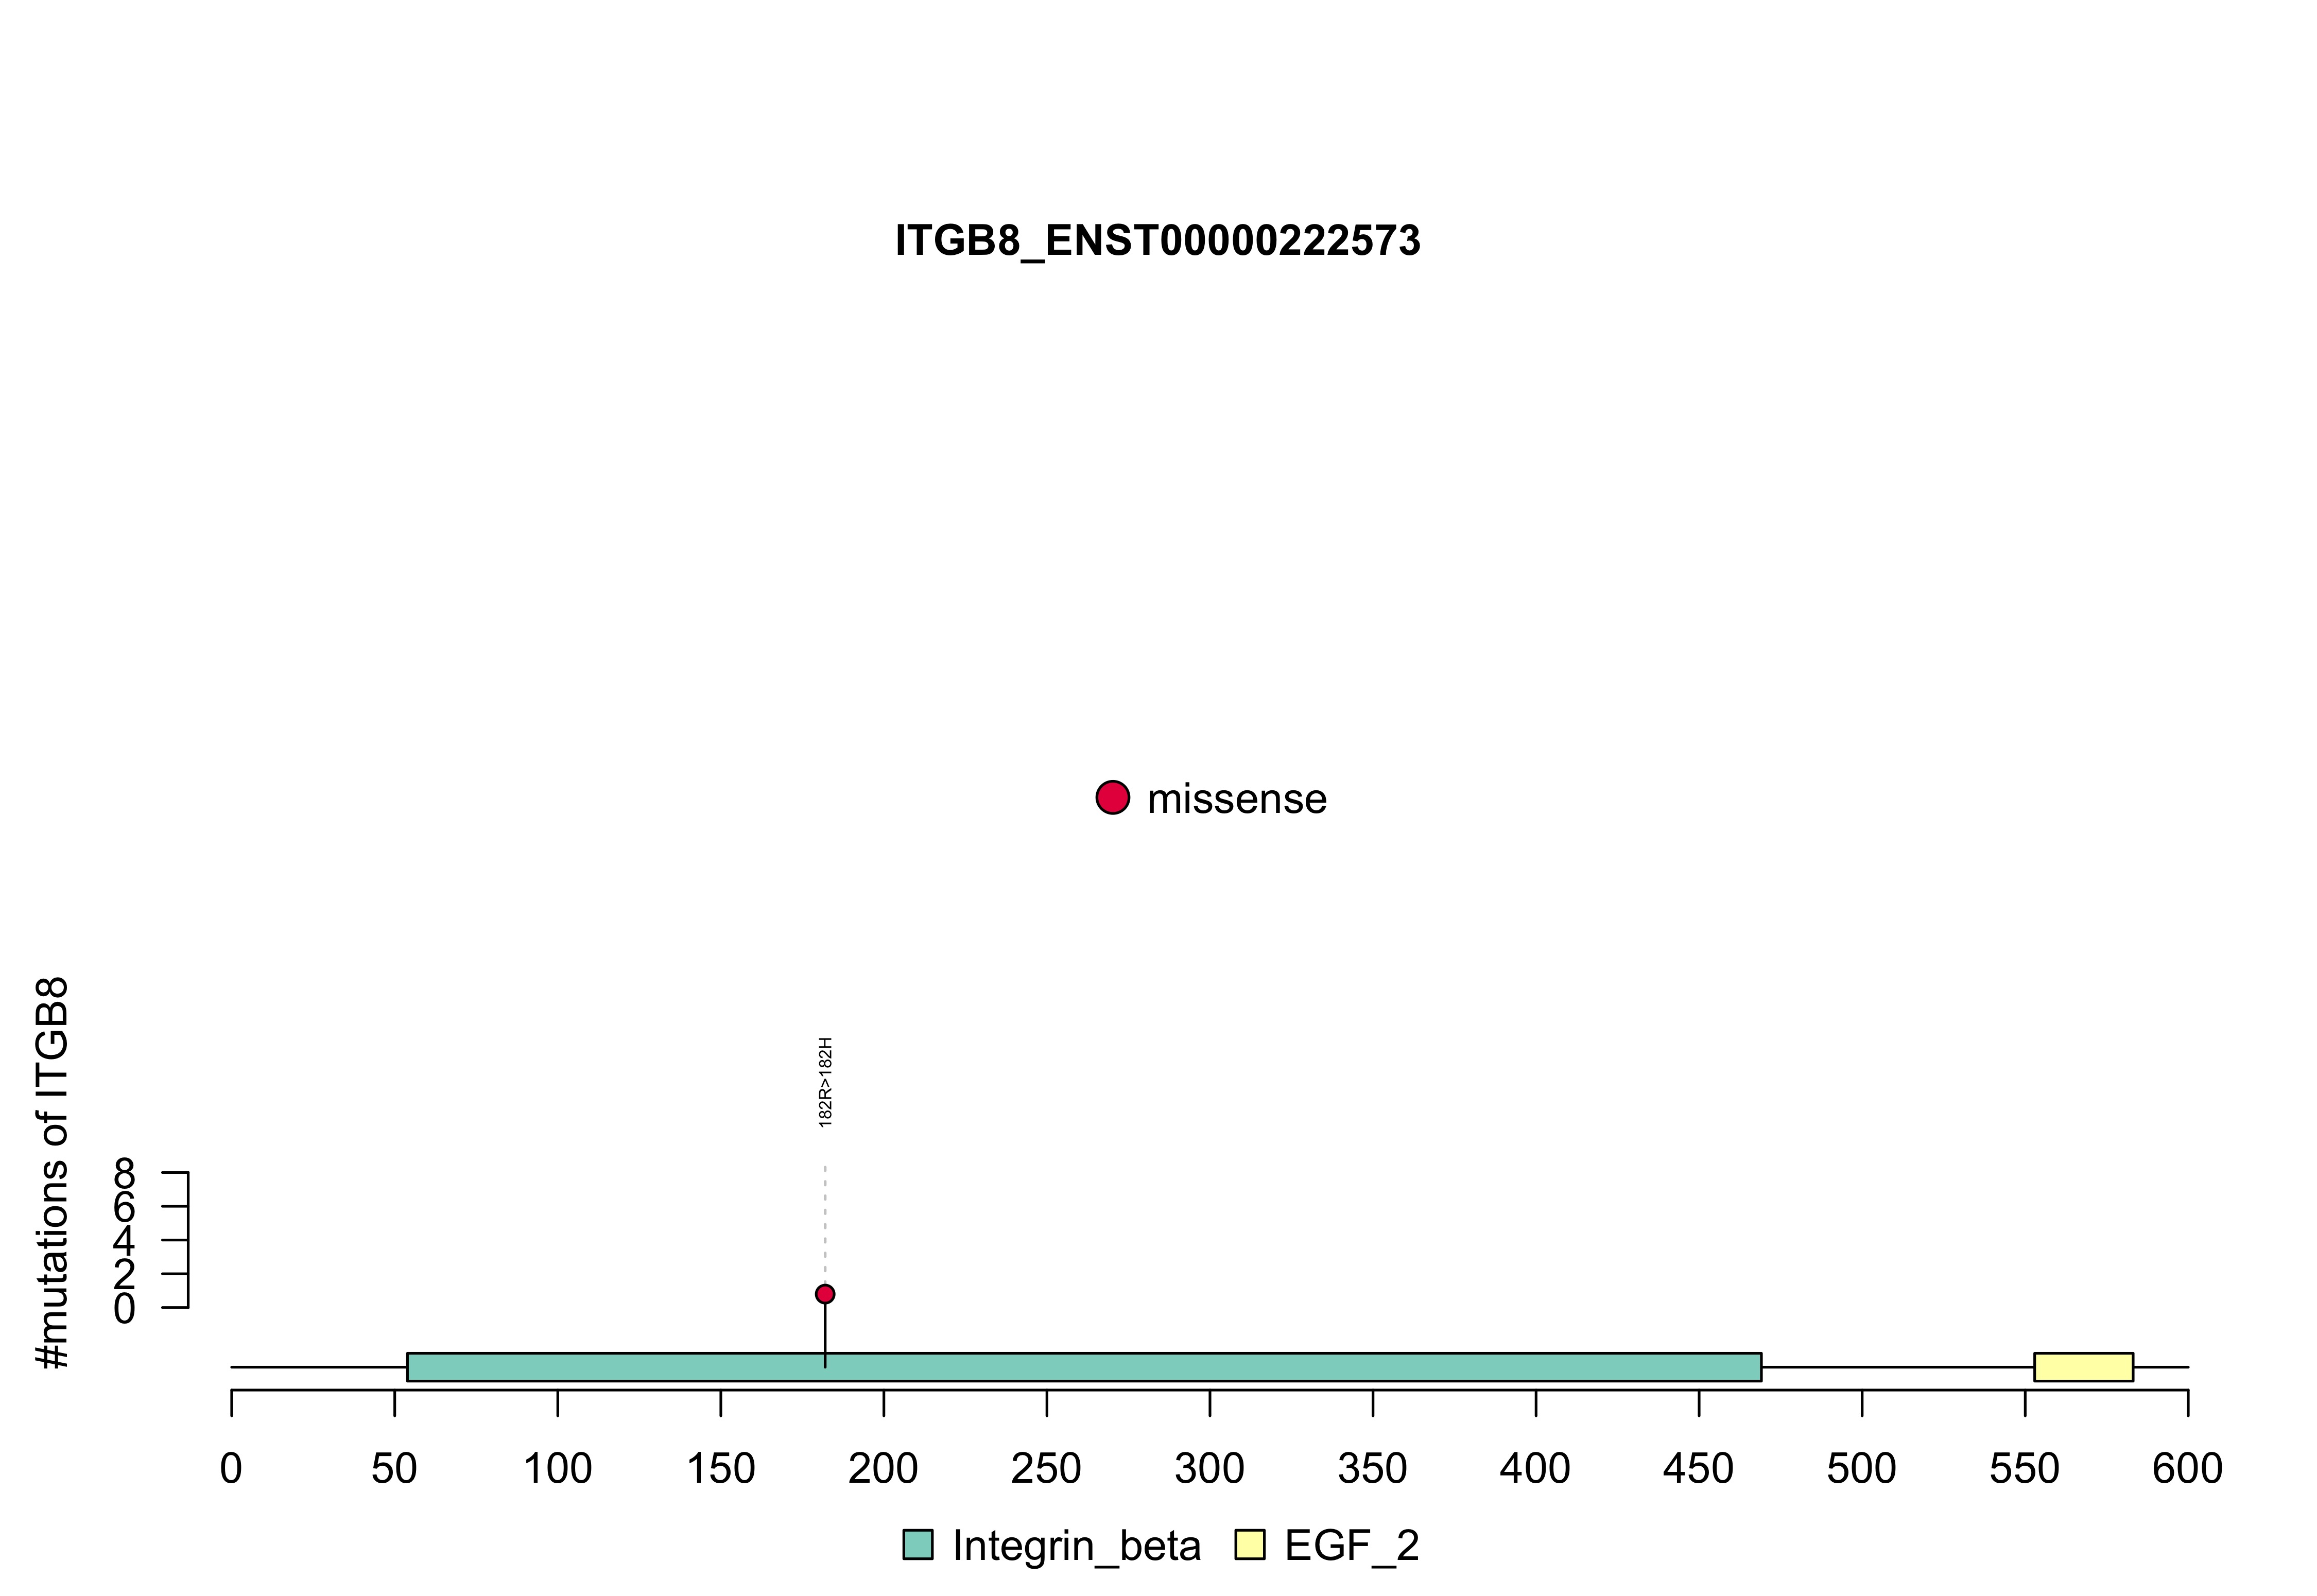 ITGB8_ENST00000222573
missense
#mutations of ITGB8
182R>182H
8
6
4
2
0
0 50 100 150 200 250 300 350 400 450 500 550 600
Integrin_beta EGF_2